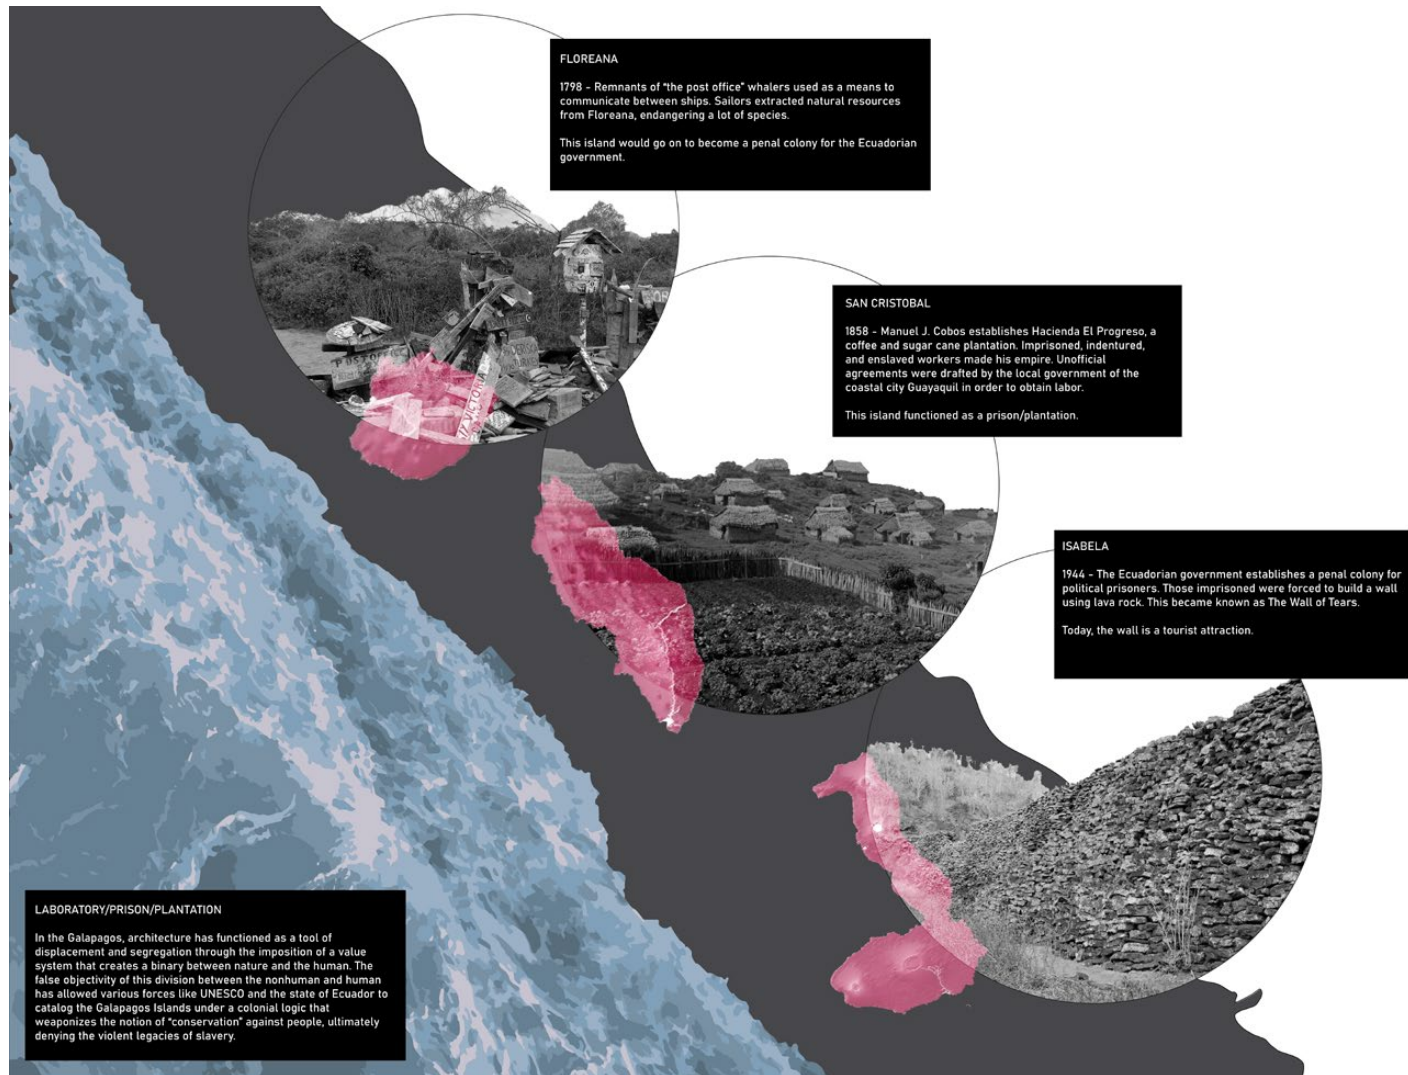 FLOREANA
1798 - Remnants of "the post office" whalers used as a means to
communicate between ships. Sailors extracted natural resources
from Floreana, endangering a lot of species.
This island would go on to become a penal colony for the Ecuadorian
government.
POST OFFICE
VICTORIA
SAN CRISTOBAL
1858 - Manuel J. Cobos establishes Hacienda El Progreso, a
coffee and sugar cane plantation. Imprisoned, indentured,
and enslaved workers made his empire. Unofficial
agreements were drafted by the local government of the
coastal city Guayaquil in order to obtain labor.
This island functioned as a prison/plantation.
ISABELA
1944 - The Ecuadorian government establishes a penal colony for
political prisoners. Those imprisoned were forced to build a wall
using lava rock. This became known as The Wall of Tears.
Today, the wall is a tourist attraction.
LABORATORY/PRISON/PLANTATION
In the Galapagos, architecture has functioned as a tool of
displacement and segregation through the imposition of a value
system that creates a binary between nature and the human. The
false objectivity of this division between the nonhuman and human
has allowed various forces like UNESCO and the state of Ecuador to
catalog the Galapagos Islands under a colonial logic that
weaponizes the notion of "conservation" against people, ultimately
denying the violent legacies of slavery.